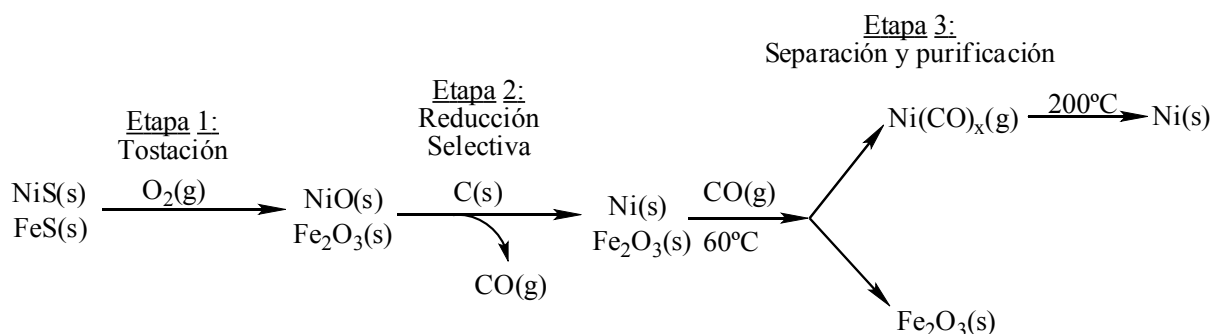 Etapa 1:
Tostación
NiS(s)
FeS(s)
O₂(g)
NiO(s)
Fe₂O₃(s)
Etapa 2:
Reducción
Selectiva
C(s)
CO(g)
Ni(s)
Fe₂O₃(s)
CO(g)
60ºC
Etapa 3:
Separación y purificación
Ni(CO)ₓ(g)
200ºC
Ni(s)
Fe₂O₃(s)